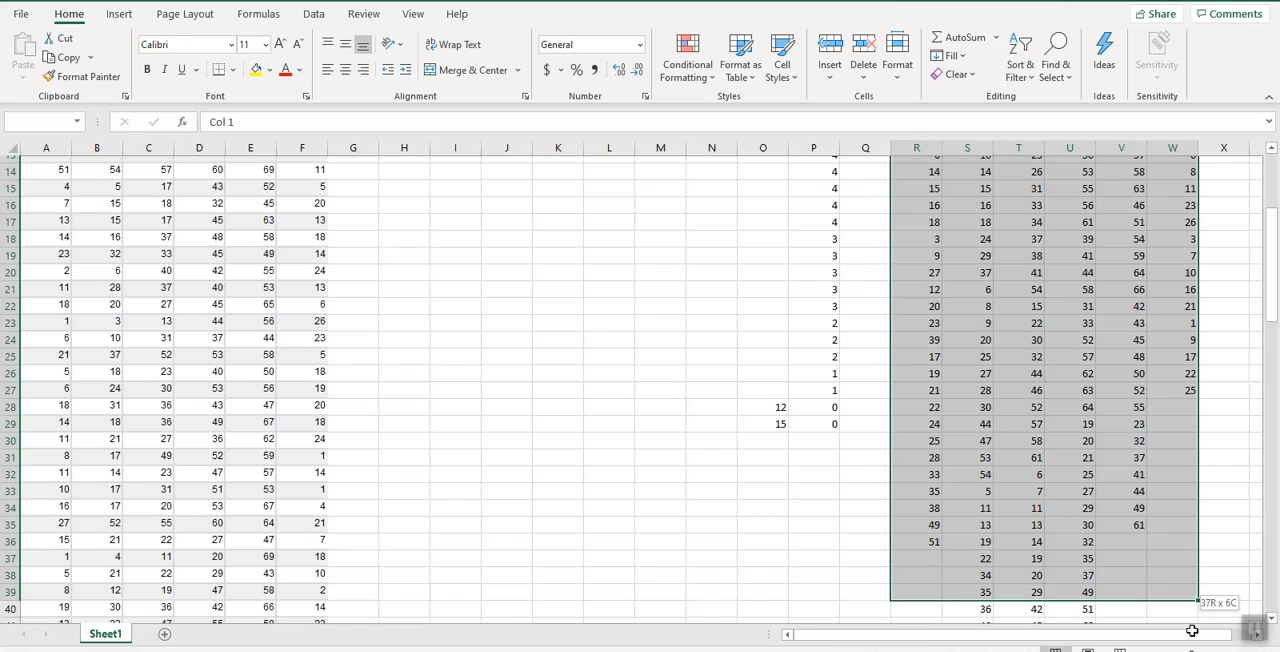 File Home Insert Page Layout Formulas Data Review View Help Share Comments
Cut Calibri 11 Wrap Text General AutoSum
Paste Copy Conditional Format as Cell Insert Delete Format Fill Sort & Find & Ideas Sensitivity
Format Painter B I U Merge & Center $ % Formatting Table Styles Clear Filter Select
Clipboard Font Alignment Number Styles Cells Editing Ideas Sensitivity
fx Col 1
A B C D E F G H I J K L M N O P Q R S T U V W X
14 51 54 57 60 69 11 4 14 14 26 53 58 8
15 4 5 17 43 52 5 4 15 15 31 55 63 11
16 7 15 18 32 45 20 4 16 16 33 56 46 23
17 13 15 17 45 63 13 4 18 18 34 61 51 26
18 14 16 37 48 58 18 3 3 24 37 39 54 3
19 23 32 33 45 49 14 3 9 29 38 41 59 7
20 2 6 40 42 55 24 3 27 37 41 44 64 10
21 11 28 37 40 53 13 3 12 6 54 58 66 16
22 18 20 27 45 65 6 3 20 8 15 31 42 21
23 1 3 13 44 56 26 2 23 9 22 33 43 1
24 6 10 31 37 44 23 2 39 20 30 52 45 9
25 21 37 52 53 58 5 2 17 25 32 57 48 17
26 5 18 23 40 50 18 1 19 27 44 62 50 22
27 6 24 30 53 56 19 1 21 28 46 63 52 25
28 18 31 36 43 47 20 12 0 22 30 52 64 55
29 14 18 36 49 67 18 15 0 24 44 57 19 23
30 11 21 27 36 62 24 25 47 58 20 32
31 8 17 49 52 59 1 28 53 61 21 37
32 11 14 23 47 57 14 33 54 6 25 41
33 10 17 31 51 53 1 35 5 7 27 44
34 16 17 20 53 67 4 38 11 11 29 49
35 27 52 55 60 64 21 49 13 13 30 61
36 15 21 22 27 47 7 51 19 14 32
37 1 4 11 20 69 18 22 19 35
38 5 21 22 29 43 10 34 20 37
39 8 12 19 47 58 2 35 29 49
37R x 6C
40 19 30 36 42 66 14 36 42 51
Sheet1